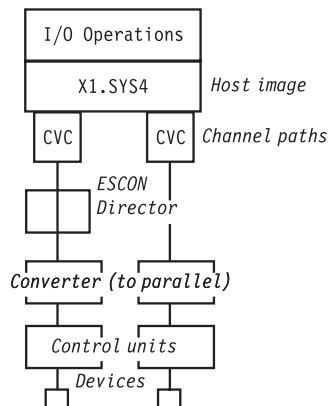 I/O Operations
X1.SYS4
Host image
CVC
CVC
Channel paths
ESCON
Director
Converter (to parallel)
Control units
Devices